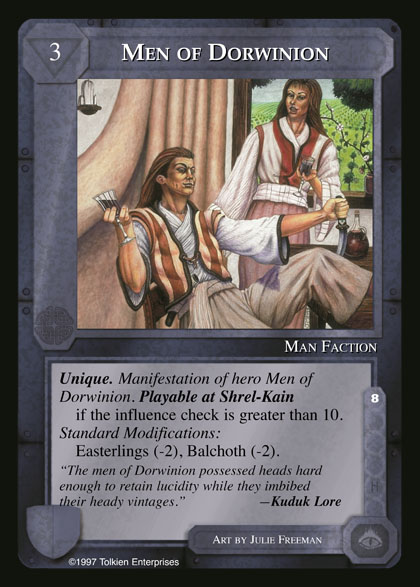 3
MEN OF DORWINION
MAN FACTION
Unique. Manifestation of hero Men of
Dorwinion. Playable at Shrel-Kain
if the influence check is greater than 10.
Standard Modifications:
Easterlings (-2), Balchoth (-2).
“The men of Dorwinion possessed heads hard
enough to retain lucidity while they imbibed
their heady vintages.” —Kuduk Lore
8
H
ART BY JULIE FREEMAN
©1997 Tolkien Enterprises